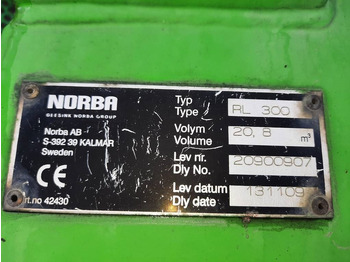 NORBA
GEESINK NORBA GROUP
Norba AB
S-392 39 KALMAR
Sweden
CE
rt.no 42430
Typ
Type RL 300
Volym
Volume 20,8 m³
Lev nr.
Dly No. 20900907
Lev datum
Dly date 131109